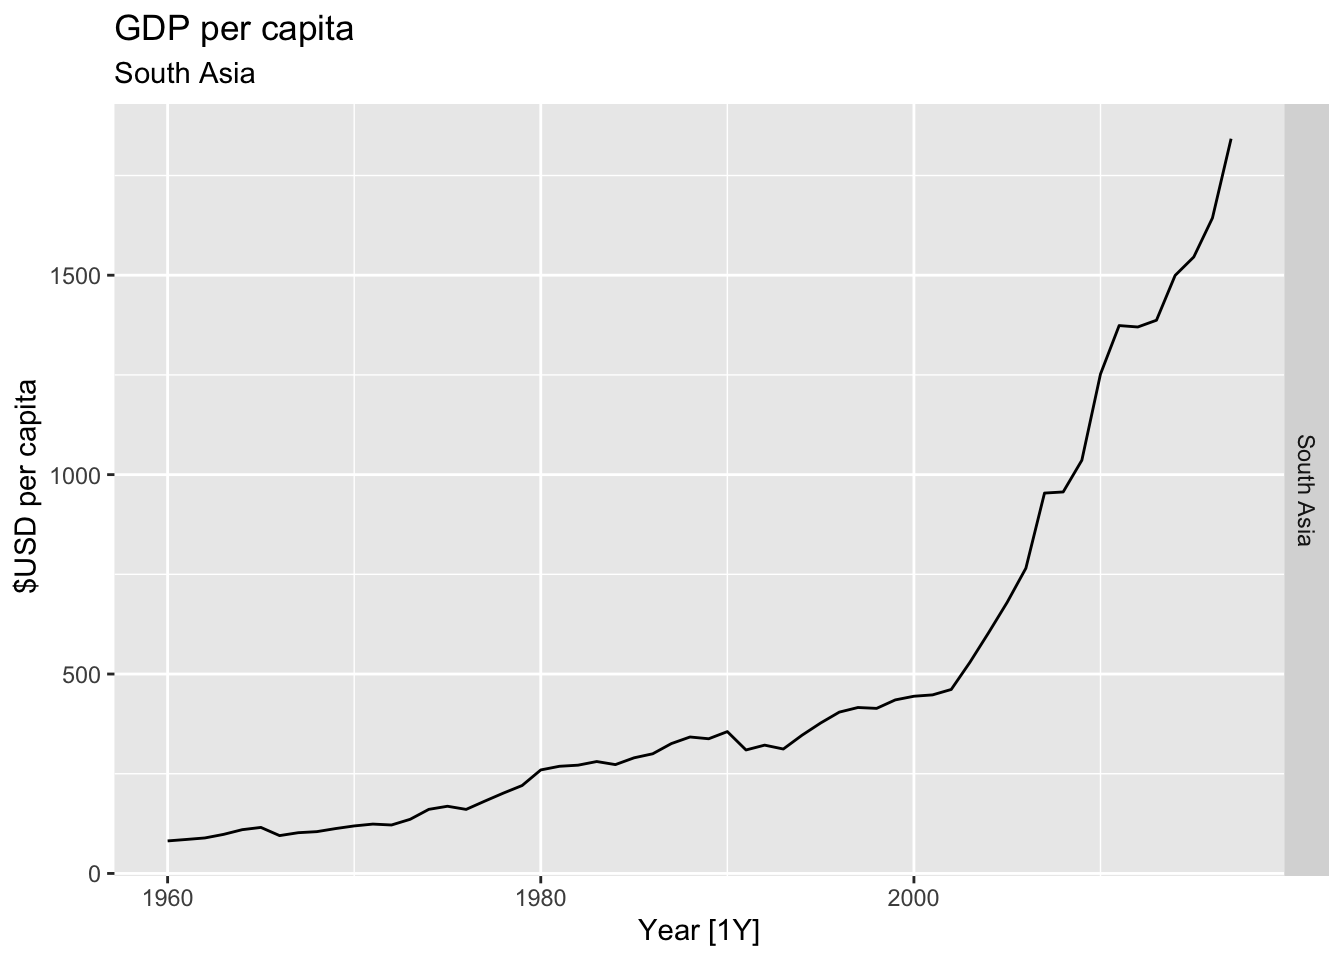 GDP per capita
South Asia
$USD per capita
1500
1000
500
0
1960 1980 2000
Year [1Y]
South Asia